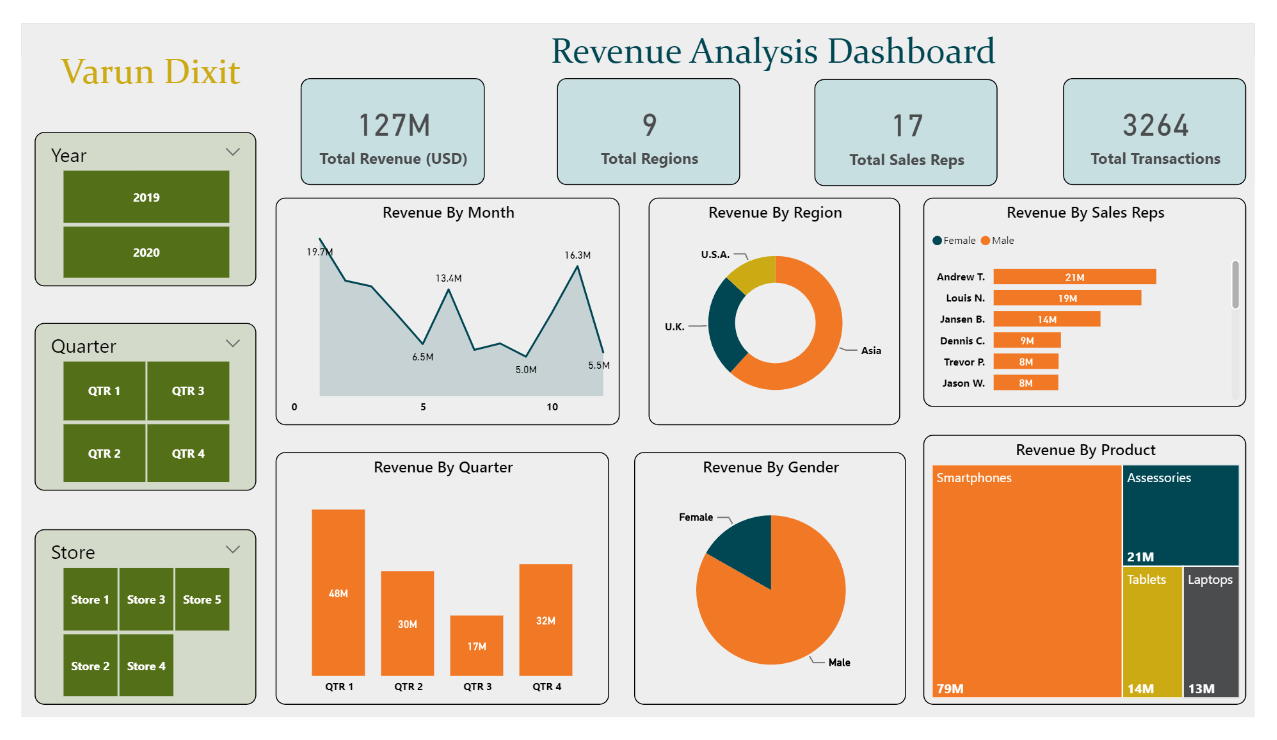 Varun Dixit
Revenue Analysis Dashboard
127M
Total Revenue (USD)
9
Total Regions
17
Total Sales Reps
3264
Total Transactions
Year
2019
2020
Quarter
QTR 1
QTR 3
QTR 2
QTR 4
Store
Store 1
Store 3
Store 5
Store 2
Store 4
Revenue By Month
19.7M
13.4M
16.3M
6.5M
5.0M
5.5M
0
5
10
Revenue By Region
U.S.A.
U.K.
Asia
Revenue By Sales Reps
Female
Male
Andrew T.
21M
Louis N.
19M
Jansen B.
14M
Dennis C.
9M
Trevor P.
8M
Jason W.
8M
Revenue By Quarter
48M
30M
17M
32M
QTR 1
QTR 2
QTR 3
QTR 4
Revenue By Gender
Female
Male
Revenue By Product
Smartphones
79M
Assessories
21M
Tablets
14M
Laptops
13M